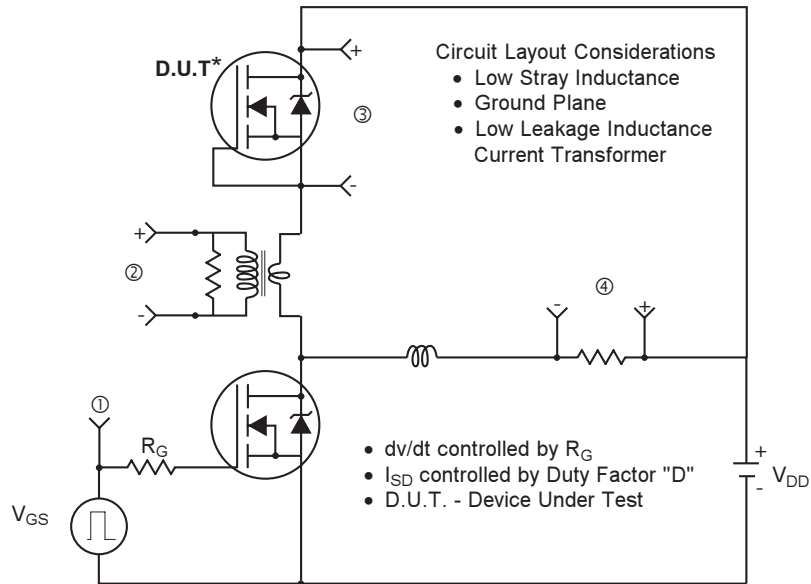 D.U.T*
+
③
-
Circuit Layout Considerations
• Low Stray Inductance
• Ground Plane
• Low Leakage Inductance
Current Transformer
+
②
-
④
-
+
①
RG
VGS
• dv/dt controlled by RG
• ISD controlled by Duty Factor "D"
• D.U.T. - Device Under Test
+
-
VDD